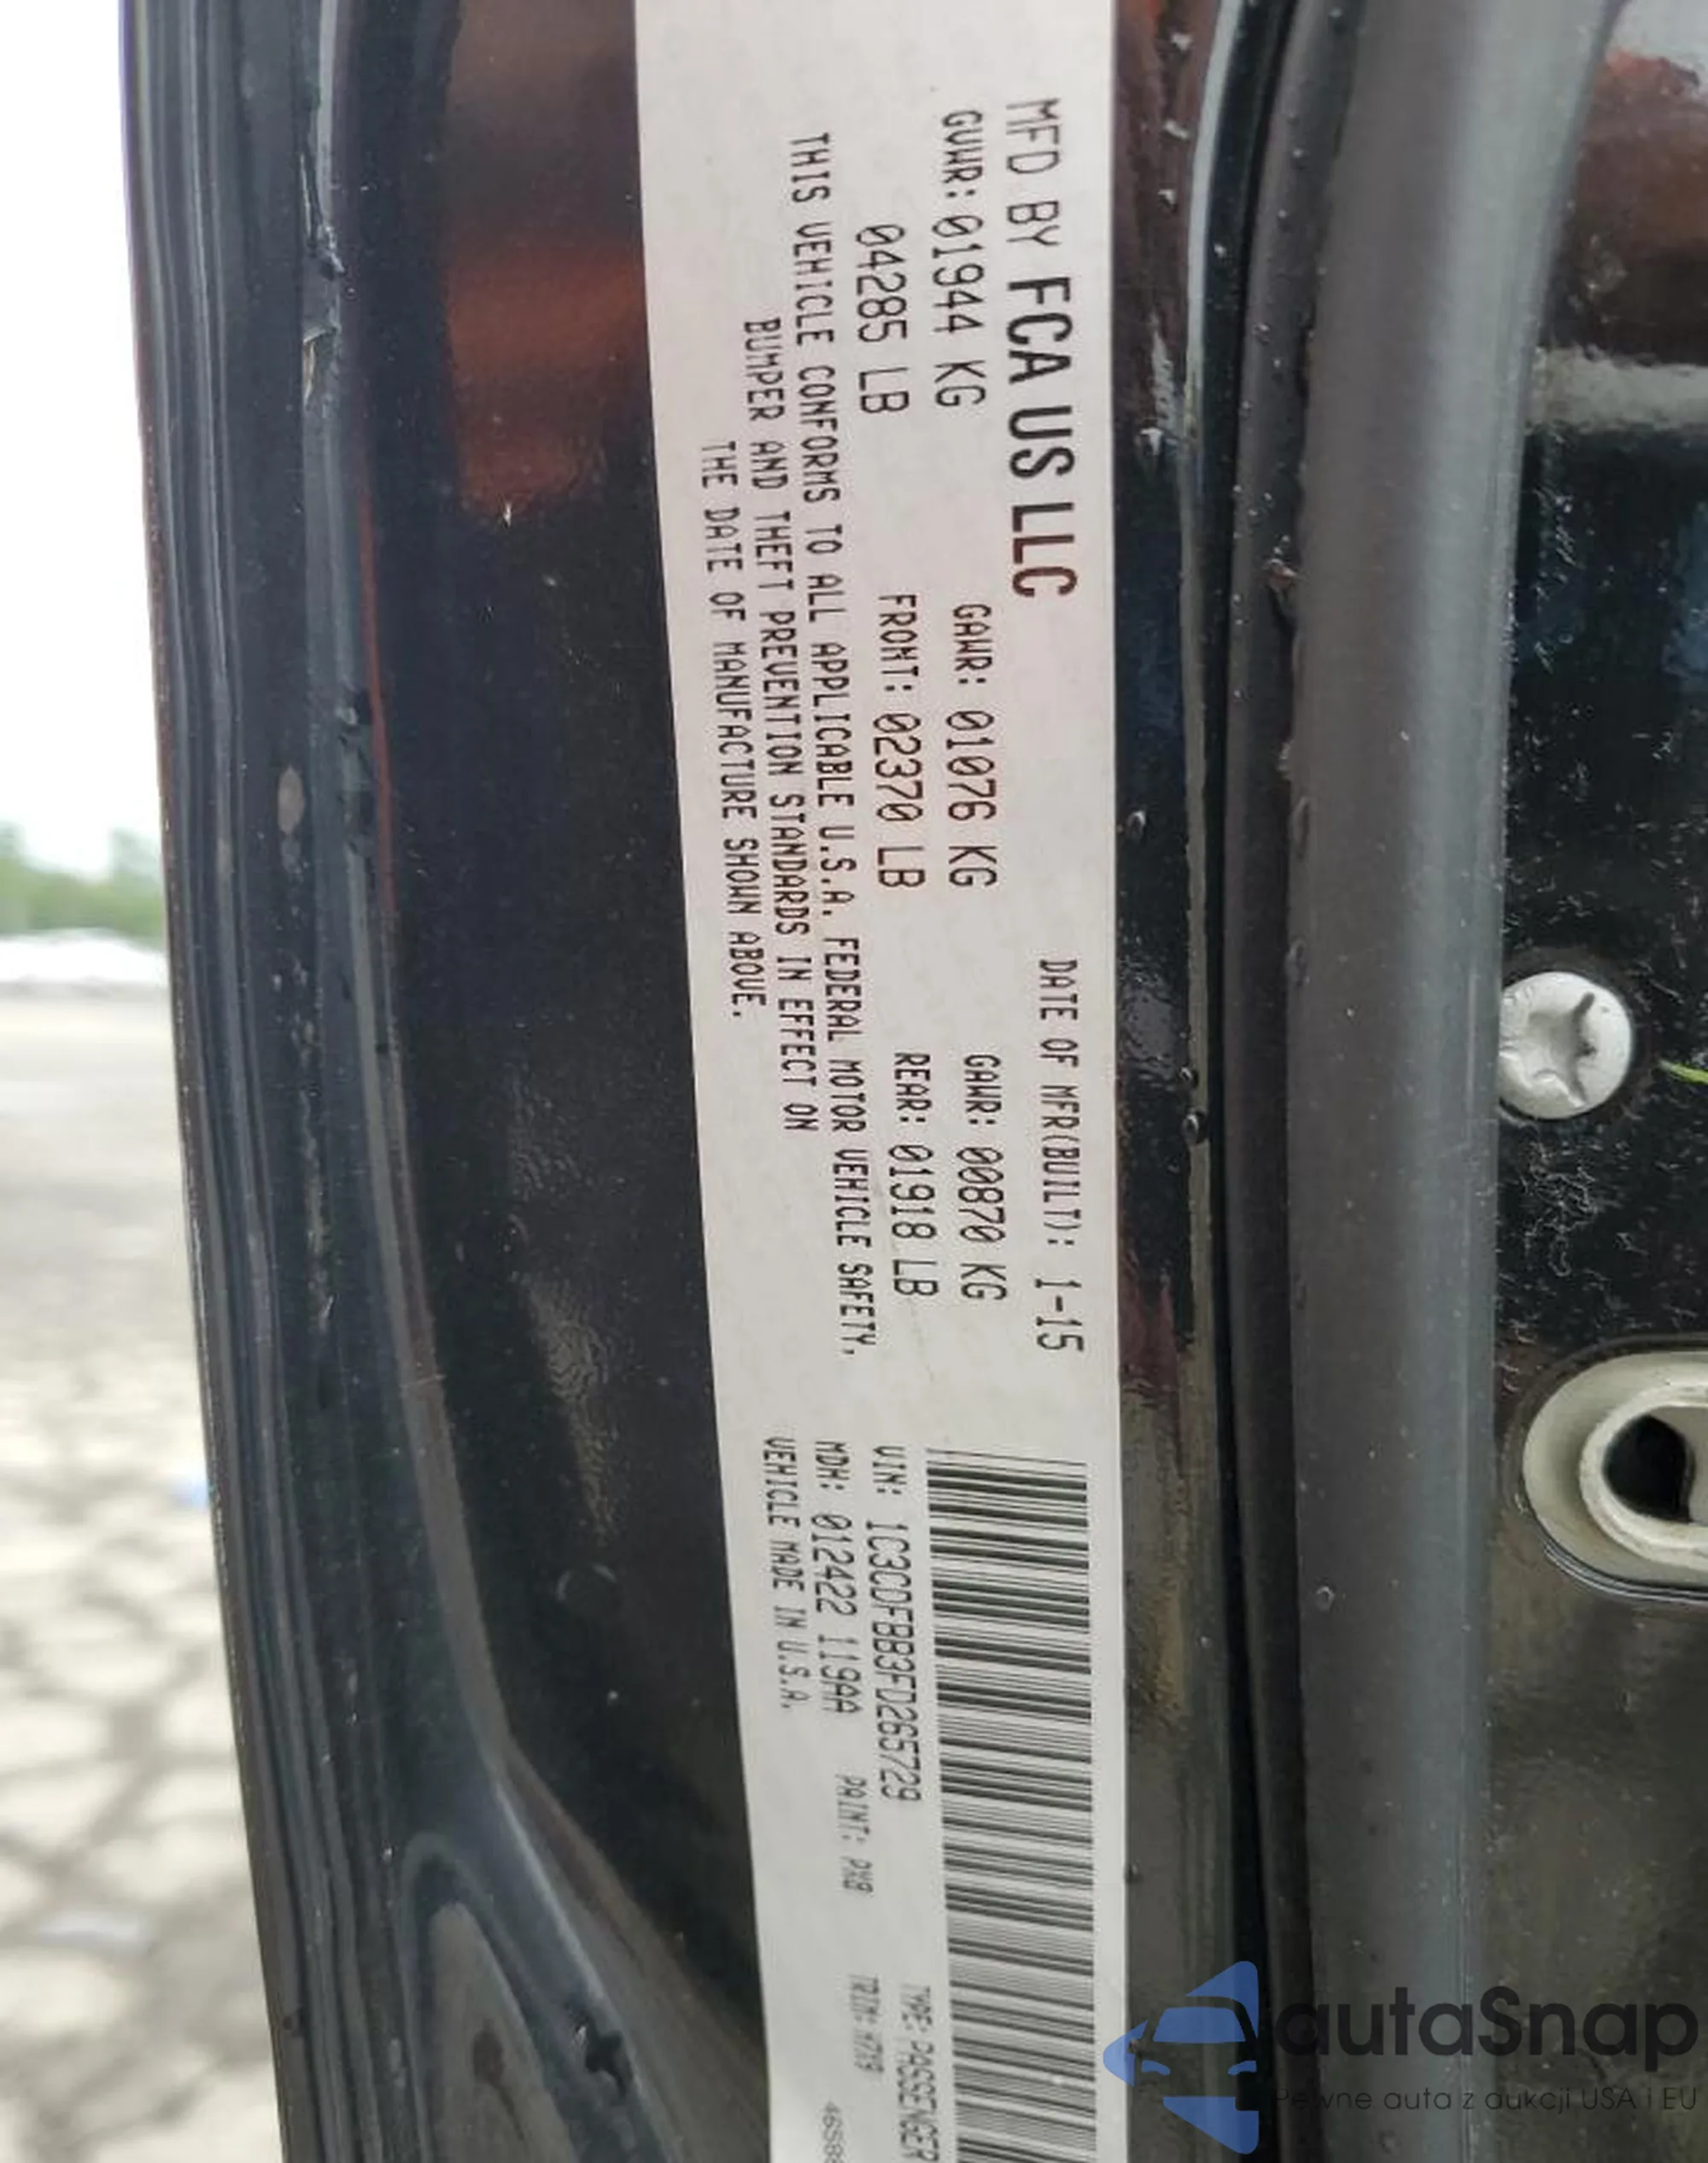 MFD BY FCA US LLC
DATE OF MFR(BUILT): 1-15
GVWR: 01944 KG
04285 LB
GAWR: 01076 KG
FRONT: 02370 LB
GAWR: 00870 KG
REAR: 01918 LB
THIS VEHICLE CONFORMS TO ALL APPLICABLE U.S.A. FEDERAL MOTOR VEHICLE SAFETY,
BUMPER AND THEFT PREVENTION STANDARDS IN EFFECT ON
THE DATE OF MANUFACTURE SHOWN ABOVE.
VIN: 1C3CDFBB3FD265729
TYPE: PASSENGER
MDH: 012422 119AA
PAINT: PX8
TRIM:
VEHICLE MADE IN U.S.A.
autaSnap
Pewne auta z aukcji USA i EU